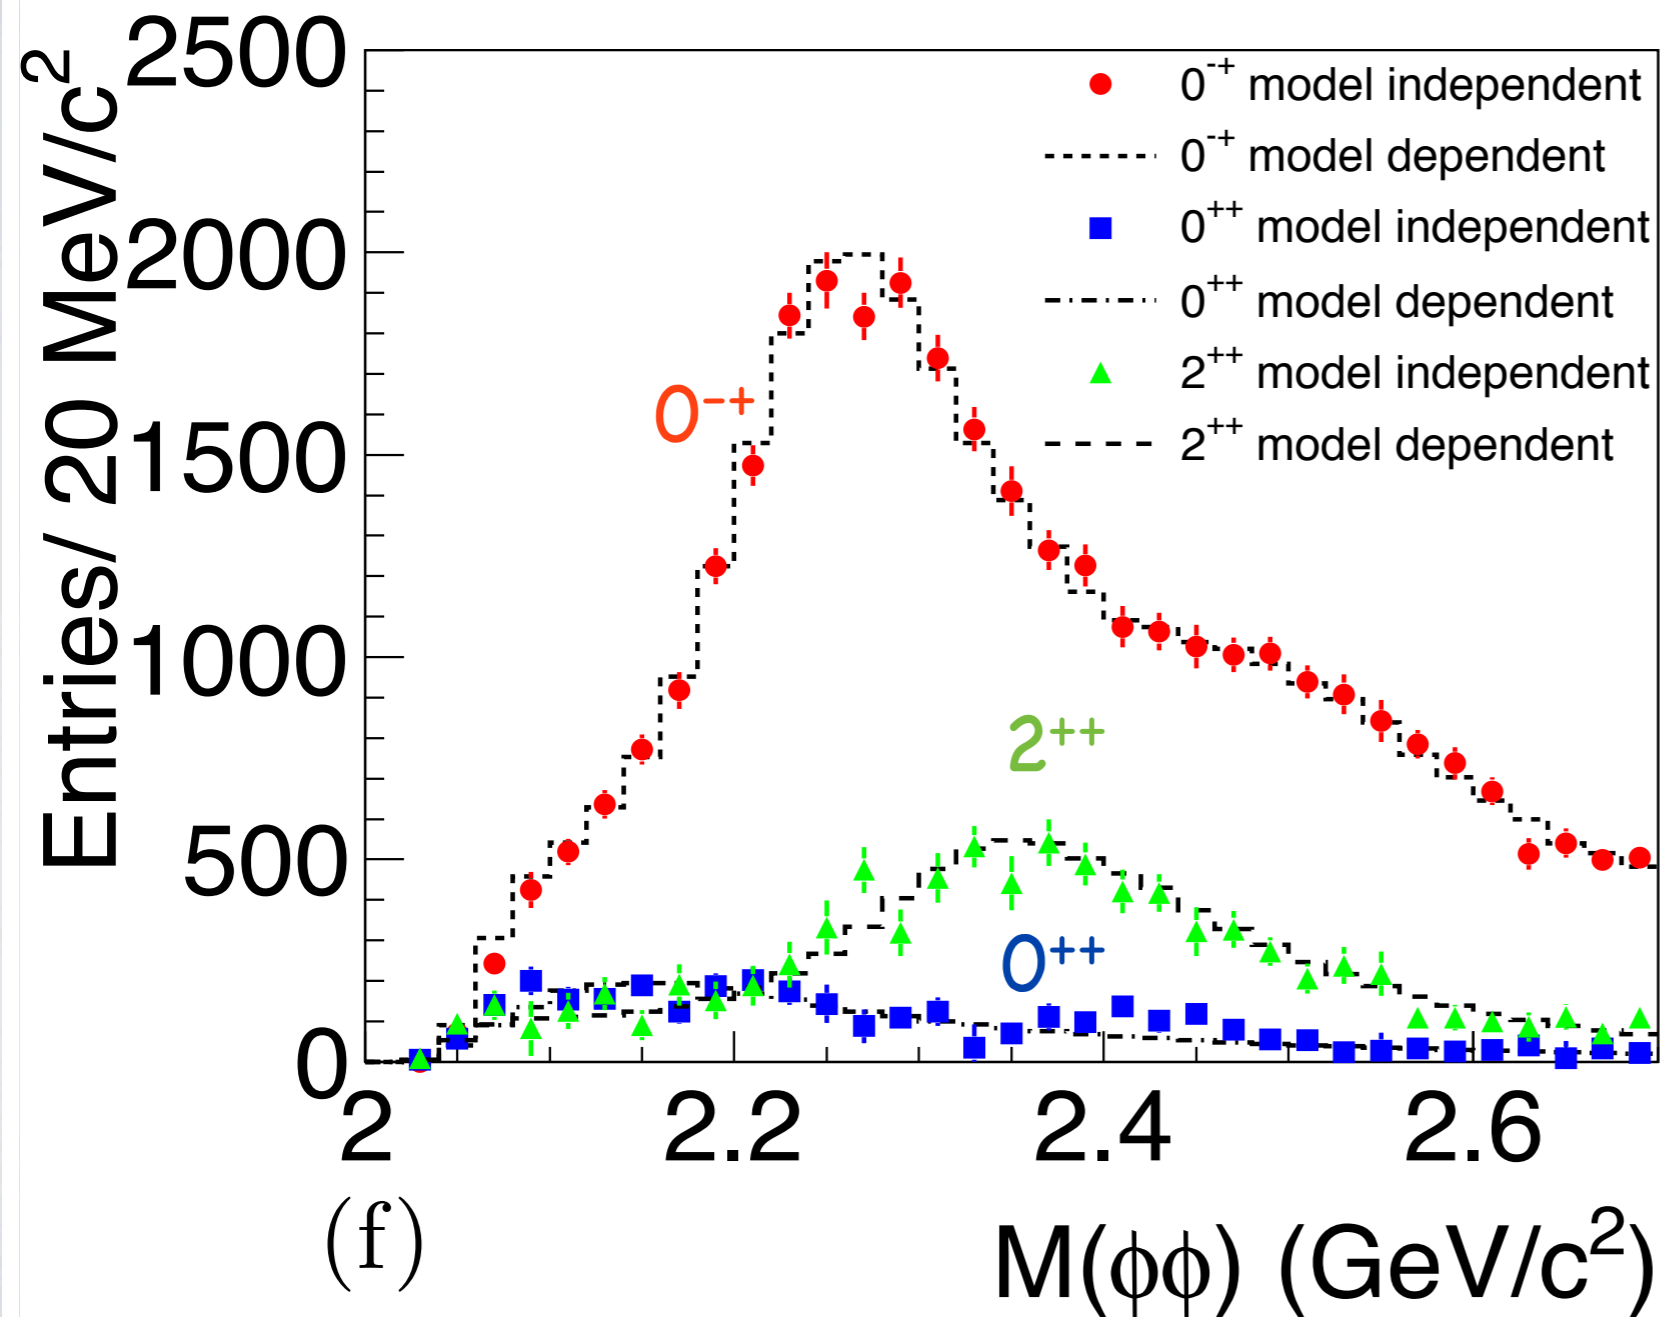 Entries/ 20 MeV/c²
2500
2000
1500
1000
500
0
0⁻⁺ model independent
0⁻⁺ model dependent
0⁺⁺ model independent
0⁺⁺ model dependent
2⁺⁺ model independent
2⁺⁺ model dependent
0⁻⁺
2⁺⁺
0⁺⁺
2 2.2 2.4 2.6
(f)
M(ϕϕ) (GeV/c²)